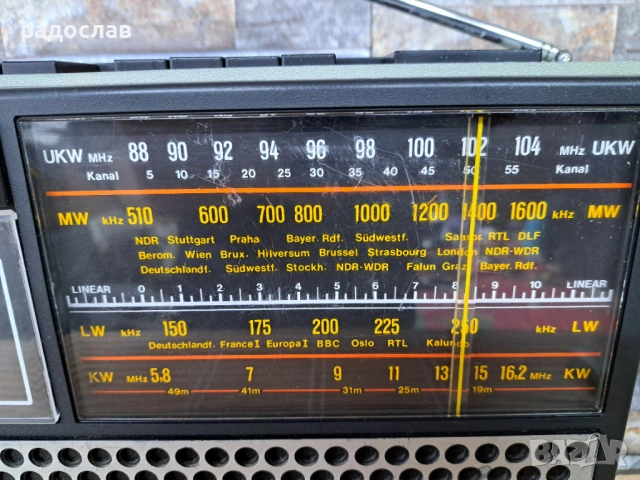 радослав
UKW MHz 88 90 92 94 96 98 100 102 104 MHz UKW
Kanal 5 10 15 20 25 30 35 40 45 50 55 Kanal
MW kHz 510 600 700 800 1000 1200 1400 1600 kHz MW
NDR Stuttgart Praha Bayer. Rdf. Südwestf. Saarbr. RTL DLF
Berom. Wien Brux. Hilversum Brussel Strasbourg London NDR-WDR
Deutschlandf. Südwestf. Stockh. NDR-WDR Falun Graz Bayer. Rdf.
LINEAR 0 1 2 3 4 5 6 7 8 9 10 LINEAR
LW kHz 150 175 200 225 250 kHz LW
Deutschlandf. France I Europa I BBC Oslo RTL Kalundb.
KW MHz 5,8 7 9 11 13 15 16,2 MHz KW
49m 41m 31m 25m 19m
BAZAR